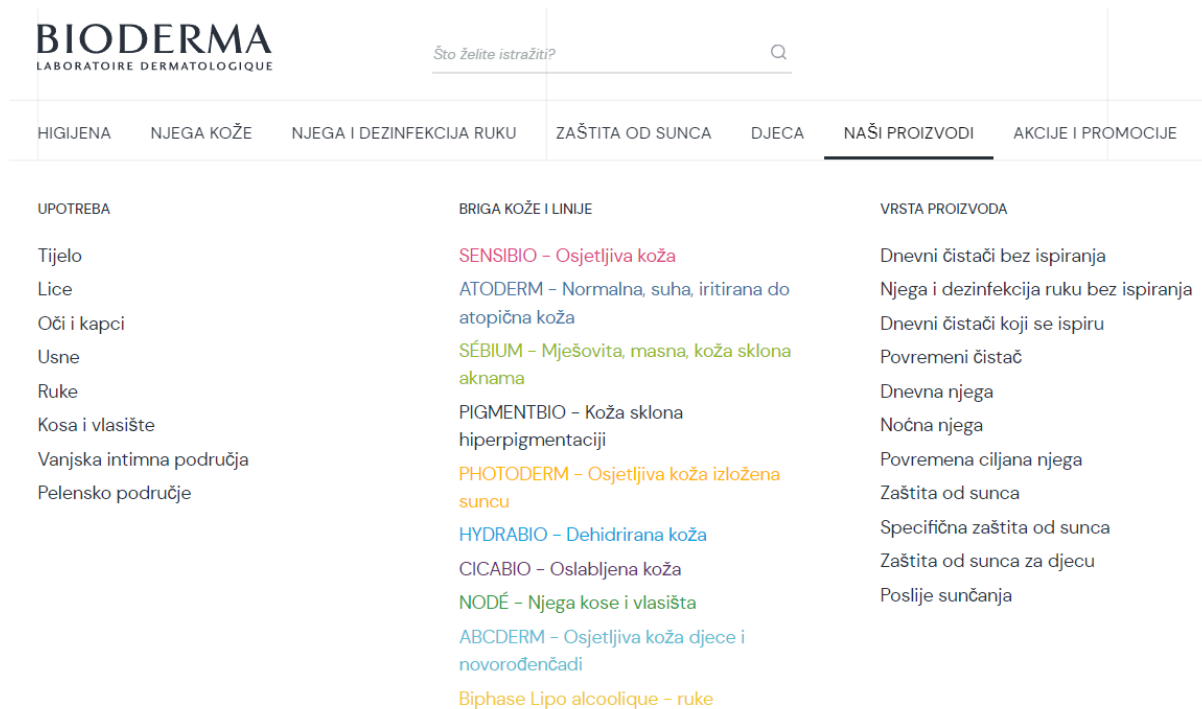 BIODERMA
LABORATOIRE DERMATOLOGIQUE
Što želite istražiti?
HIGIJENA NJEGA KOŽE NJEGA I DEZINFEKCIJA RUKU ZAŠTITA OD SUNCA DJECA NAŠI PROIZVODI AKCIJE I PROMOCIJE
UPOTREBA
Tijelo
Lice
Oči i kapci
Usne
Ruke
Kosa i vlasište
Vanjska intimna područja
Pelensko područje
BRIGA KOŽE I LINIJE
SENSIBIO – Osjetljiva koža
ATODERM – Normalna, suha, iritirana do
atopična koža
SÉBIUM – Mješovita, masna, koža sklona
aknama
PIGMENTBIO – Koža sklona
hiperpigmentaciji
PHOTODERM – Osjetljiva koža izložena
suncu
HYDRABIO – Dehidrirana koža
CICABIO – Oslabljena koža
NODÉ – Njega kose i vlasišta
ABCDERM – Osjetljiva koža djece i
novorođenčadi
Biphase Lipo alcoolique – ruke
VRSTA PROIZVODA
Dnevni čistači bez ispiranja
Njega i dezinfekcija ruku bez ispiranja
Dnevni čistači koji se ispiru
Povremeni čistač
Dnevna njega
Noćna njega
Povremena ciljana njega
Zaštita od sunca
Specifična zaštita od sunca
Zaštita od sunca za djecu
Poslije sunčanja